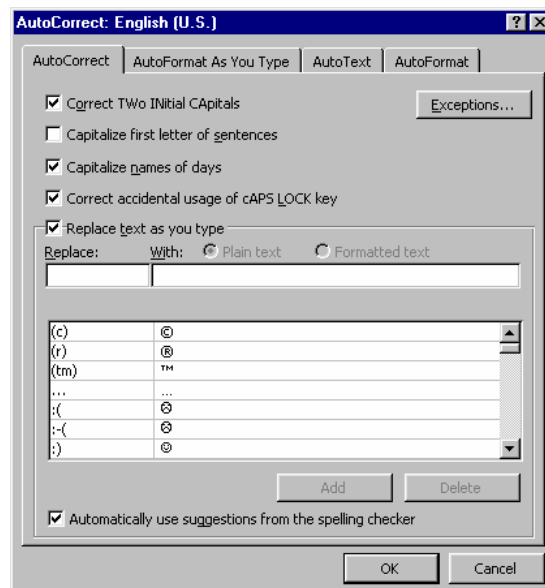 AutoCorrect: English (U.S.)
AutoCorrect AutoFormat As You Type AutoText AutoFormat
Correct TWo INitial CApitals Exceptions...
Capitalize first letter of sentences
Capitalize names of days
Correct accidental usage of cAPS LOCK key
Replace text as you type
Replace: With: Plain text Formatted text
(c) ©
(r) ®
(tm) ™
... ...
:( ☹
:-( ☹
:) ☺
Add Delete
Automatically use suggestions from the spelling checker
OK Cancel